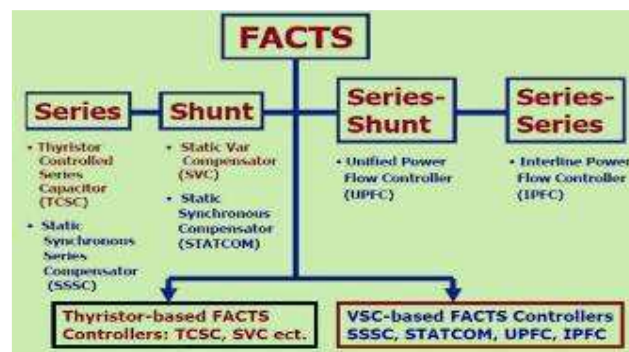 FACTS
Series
Shunt
Series-
Shunt
Series-
Series
• Thyristor
Controlled
Series
Capacitor
(TCSC)
• Static
Synchronous
Series
Compensator
(SSSC)
• Static Var
Compensator
(SVC)
• Static
Synchronous
Compensator
(STATCOM)
• Unified Power
Flow Controller
(UPFC)
• Interline Power
Flow Controller
(IPFC)
Thyristor-based FACTS
Controllers: TCSC, SVC ect.
VSC-based FACTS Controllers
SSSC, STATCOM, UPFC, IPFC